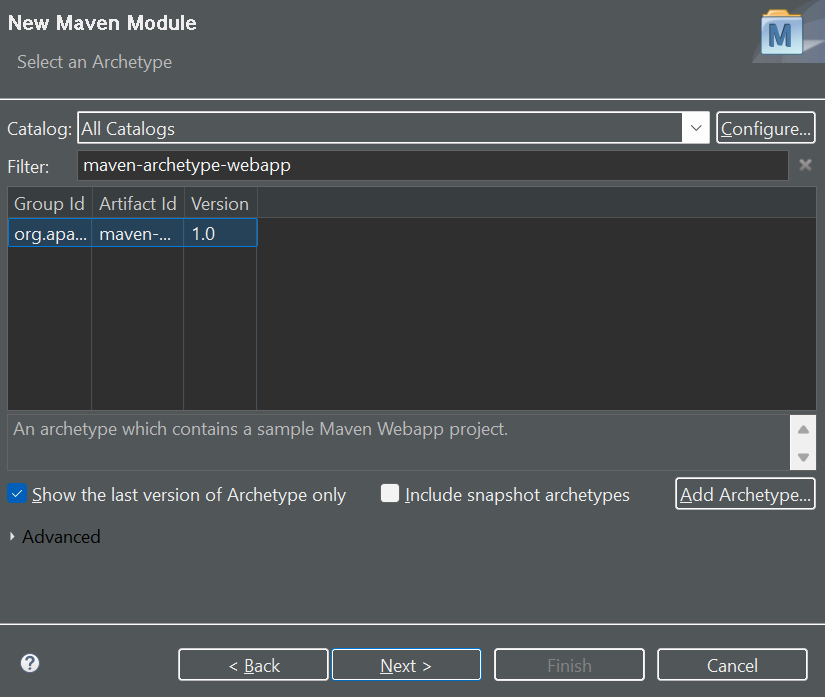 New Maven Module
Select an Archetype
M
Catalog: All Catalogs Configure...
Filter: maven-archetype-webapp
Group Id Artifact Id Version
org.apa... maven-... 1.0
An archetype which contains a sample Maven Webapp project.
Show the last version of Archetype only Include snapshot archetypes Add Archetype...
Advanced
? < Back Next > Finish Cancel